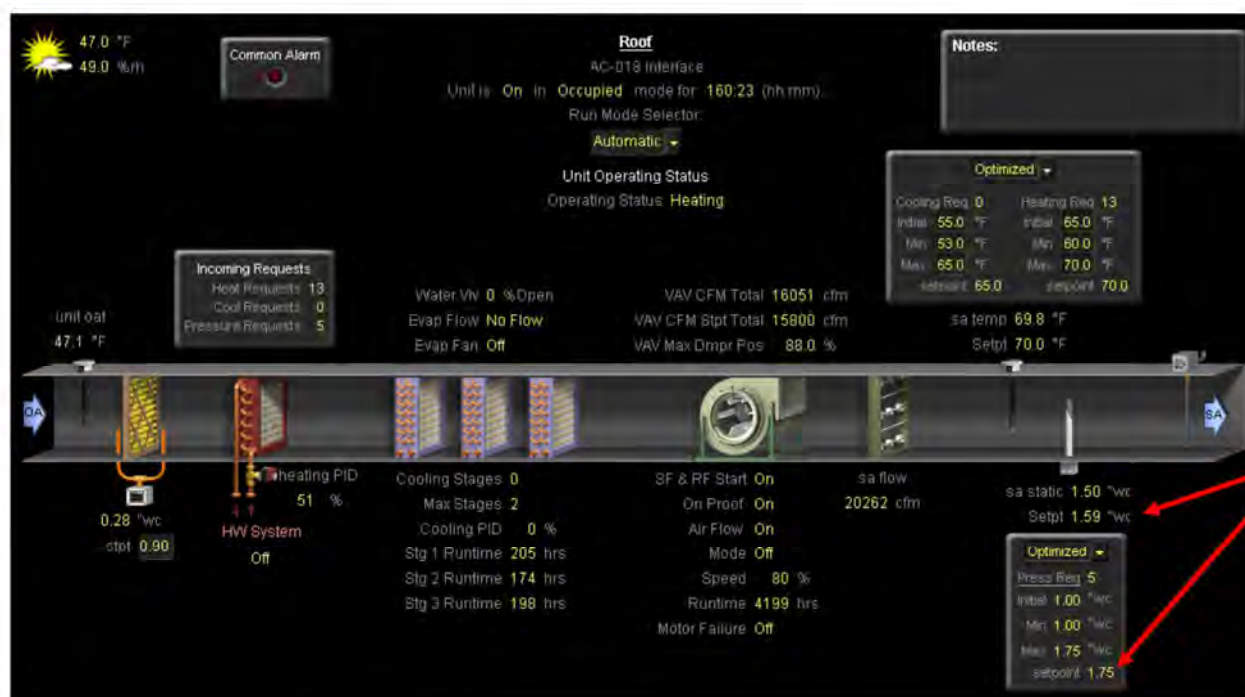 47.0 °F
49.0 %rh
Common Alarm
Roof
AC-018 Interface
Unit is On in Occupied mode for 160:23 (hh:mm).
Run Mode Selector:
Automatic
Unit Operating Status
Operating Status: Heating
Notes:
Optimized
Cooling Req 0 Heating Req 13
Initial 55.0 °F Initial 65.0 °F
Min 53.0 °F Min 60.0 °F
Max 65.0 °F Max 70.0 °F
setpoint 65.0 setpoint 70.0
Incoming Requests
Heat Requests 13
Cool Requests 0
Pressure Requests 5
unit oat
47.1 °F
Water Vlv 0 %Open
Evap Flow No Flow
Evap Fan Off
VAV CFM Total 16051 cfm
VAV CFM Stpt Total 15800 cfm
VAV Max Dmpr Pos 88.0 %
sa temp 69.8 °F
Setpt 70.0 °F
OA
SA
0.28 "wc
stpt 0.90
heating PID
51 %
HW System
Off
Cooling Stages 0
Max Stages 2
Cooling PID 0 %
Stg 1 Runtime 205 hrs
Stg 2 Runtime 174 hrs
Stg 3 Runtime 198 hrs
SF & RF Start On
On Proof On
Air Flow On
Mode Off
Speed 80 %
Runtime 4199 hrs
Motor Failure Off
sa flow
20262 cfm
sa static 1.50 "wc
Setpt 1.59 "wc
Optimized
Press Req 5
Initial 1.00 "wc
Min 1.00 "wc
Max 1.75 "wc
setpoint 1.75